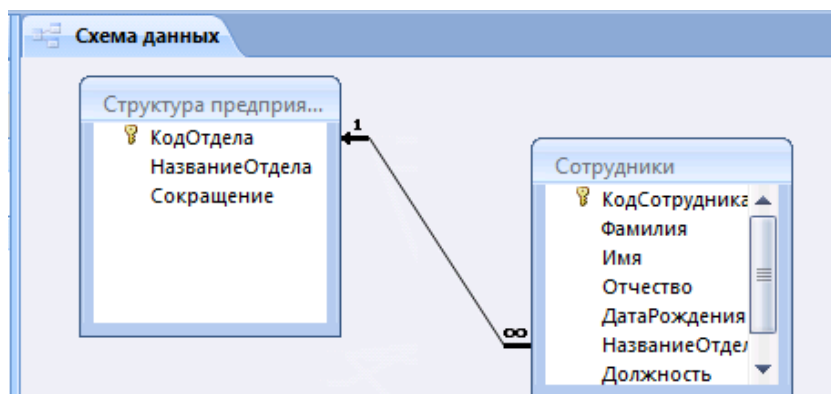 Схема данных
Структура предприя...
КодОтдела
НазваниеОтдела
Сокращение
1
∞
Сотрудники
КодСотрудника
Фамилия
Имя
Отчество
ДатаРождения
НазваниеОтдел
Должность